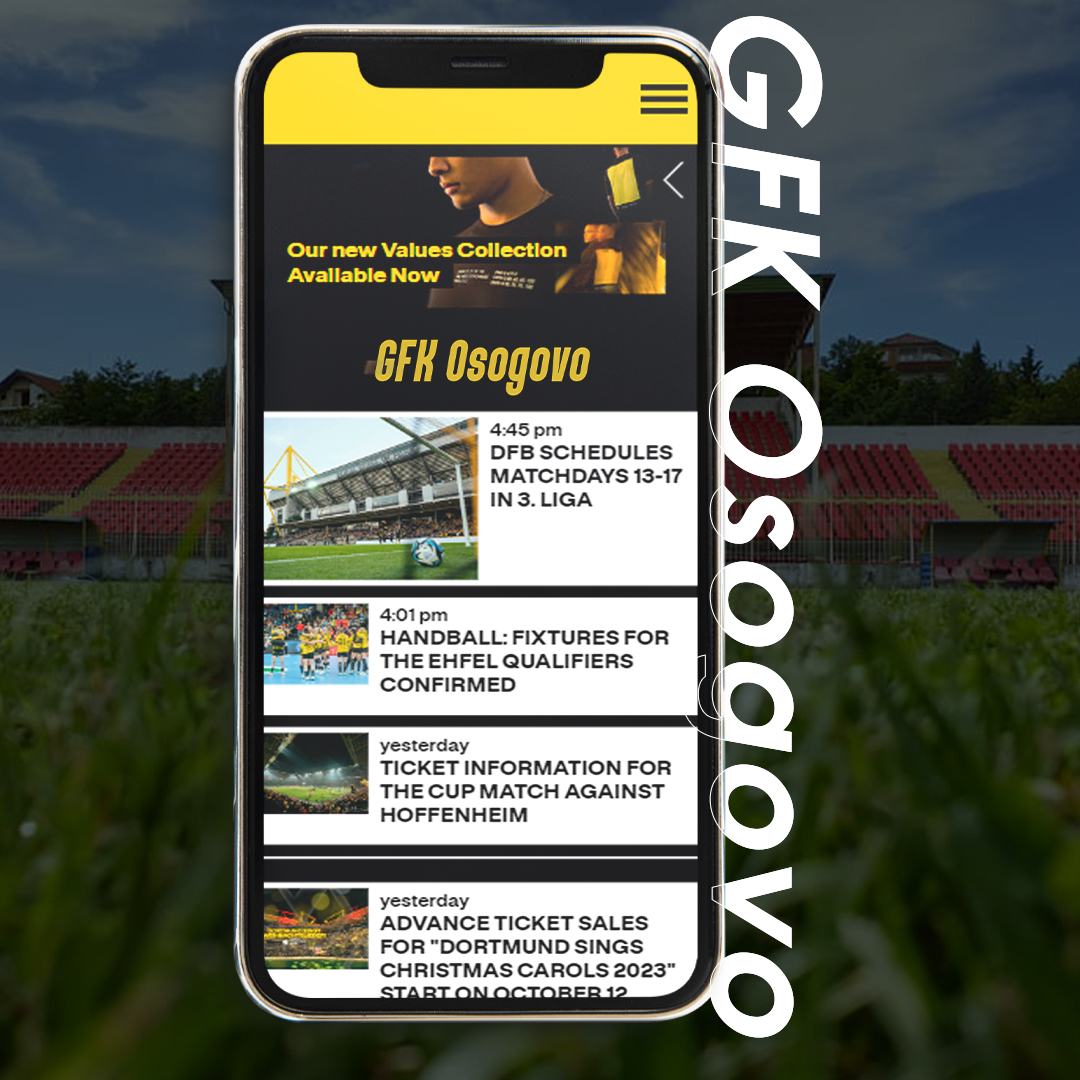 Our new Values Collection
Available Now
GFK Osogovo
4:45 pm
DFB SCHEDULES
MATCHDAYS 13-17
IN 3. LIGA
4:01 pm
HANDBALL: FIXTURES FOR
THE EHFEL QUALIFIERS
CONFIRMED
yesterday
TICKET INFORMATION FOR
THE CUP MATCH AGAINST
HOFFENHEIM
yesterday
ADVANCE TICKET SALES
FOR "DORTMUND SINGS
CHRISTMAS CAROLS 2023"
START ON OCTOBER 12
GFK Osogovo